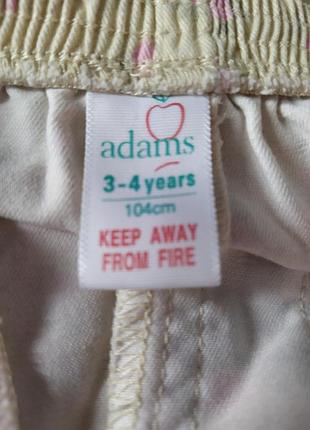 adams
3-4 years
104cm
KEEP AWAY
FROM FIRE